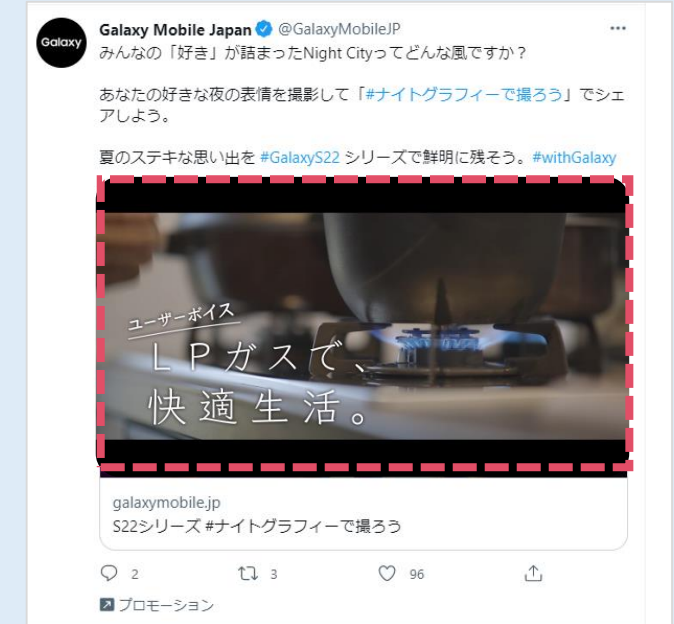 Galaxy
Galaxy Mobile Japan @GalaxyMobileJP
みんなの「好き」が詰まったNight Cityってどんな風ですか？
あなたの好きな夜の表情を撮影して「#ナイトグラフィーで撮ろう」でシェ
アしよう。
夏のステキな思い出を #GalaxyS22 シリーズで鮮明に残そう。#withGalaxy
ユーザーボイス
LPガスで、
快適生活。
galaxymobile.jp
S22シリーズ #ナイトグラフィーで撮ろう
2 3 96
プロモーション